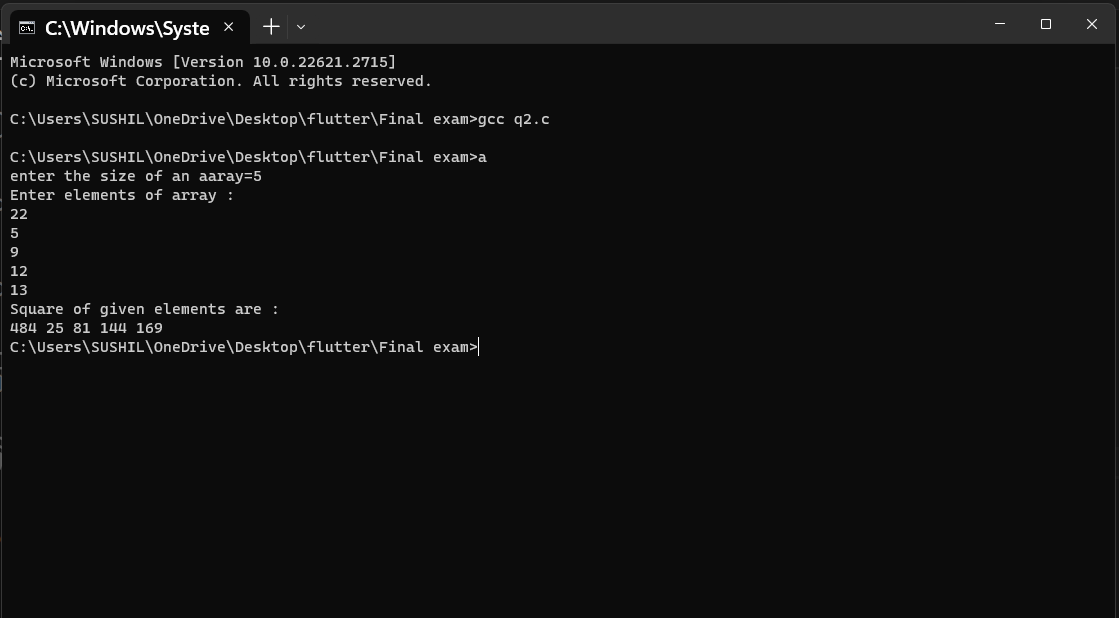 C:\Windows\Syste
Microsoft Windows [Version 10.0.22621.2715]
(c) Microsoft Corporation. All rights reserved.
C:\Users\SUSHIL\OneDrive\Desktop\flutter\Final exam>gcc q2.c
C:\Users\SUSHIL\OneDrive\Desktop\flutter\Final exam>a
enter the size of an aaray=5
Enter elements of array :
22
5
9
12
13
Square of given elements are :
484 25 81 144 169
C:\Users\SUSHIL\OneDrive\Desktop\flutter\Final exam>